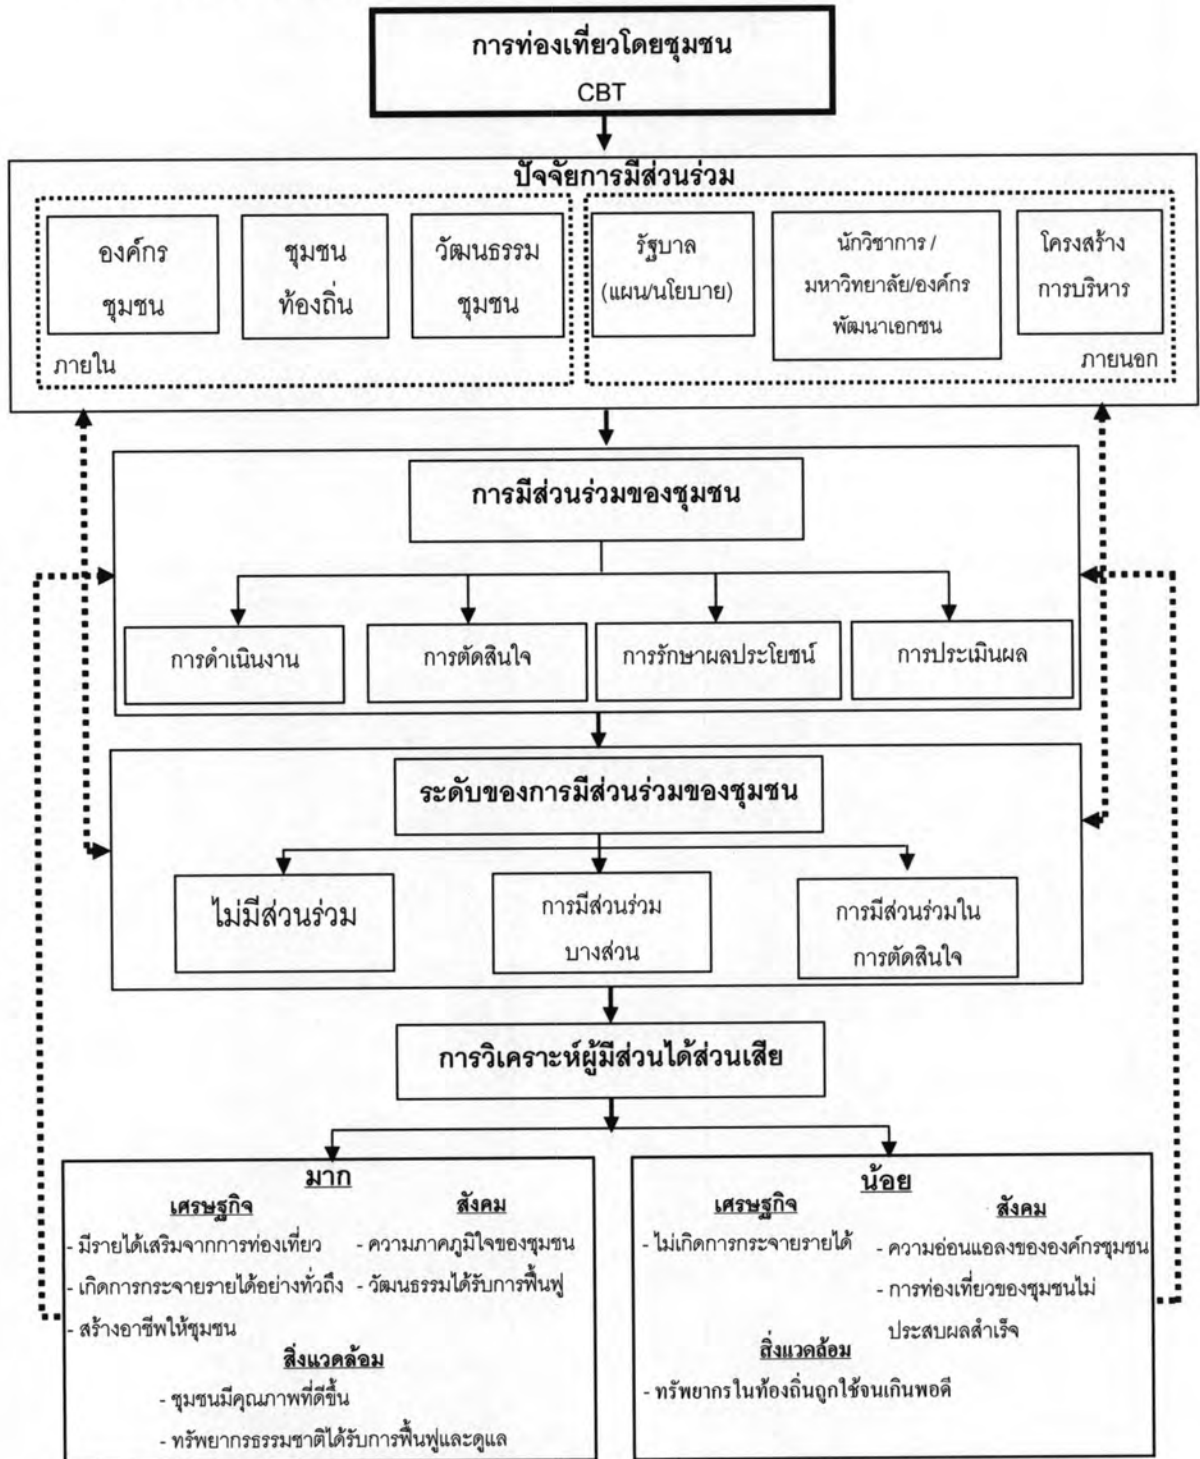 การท่องเที่ยวโดยชุมชน
CBT
ปัจจัยการมีส่วนร่วม
องค์กร
ชุมชน
ชุมชน
ท้องถิ่น
วัฒนธรรม
ชุมชน
ภายใน
รัฐบาล
(แผน/นโยบาย)
นักวิชาการ /
มหาวิทยาลัย/องค์กร
พัฒนาเอกชน
โครงสร้าง
การบริหาร
ภายนอก
การมีส่วนร่วมของชุมชน
การดำเนินงาน
การตัดสินใจ
การรักษาผลประโยชน์
การประเมินผล
ระดับของการมีส่วนร่วมของชุมชน
ไม่มีส่วนร่วม
การมีส่วนร่วม
บางส่วน
การมีส่วนร่วมใน
การตัดสินใจ
การวิเคราะห์ผู้มีส่วนได้ส่วนเสีย
มาก
เศรษฐกิจ
- มีรายได้เสริมจากการท่องเที่ยว
- เกิดการกระจายรายได้อย่างทั่วถึง
- สร้างอาชีพให้ชุมชน
สังคม
- ความภาคภูมิใจของชุมชน
- วัฒนธรรมได้รับการฟื้นฟู
สิ่งแวดล้อม
- ชุมชนมีคุณภาพที่ดีขึ้น
- ทรัพยากรธรรมชาติได้รับการฟื้นฟูและดูแล
น้อย
เศรษฐกิจ
- ไม่เกิดการกระจายรายได้
สังคม
- ความอ่อนแอลงขององค์กรชุมชน
- การท่องเที่ยวของชุมชนไม่
ประสบผลสำเร็จ
สิ่งแวดล้อม
- ทรัพยากรในท้องถิ่นถูกใช้จนเกินพอดี